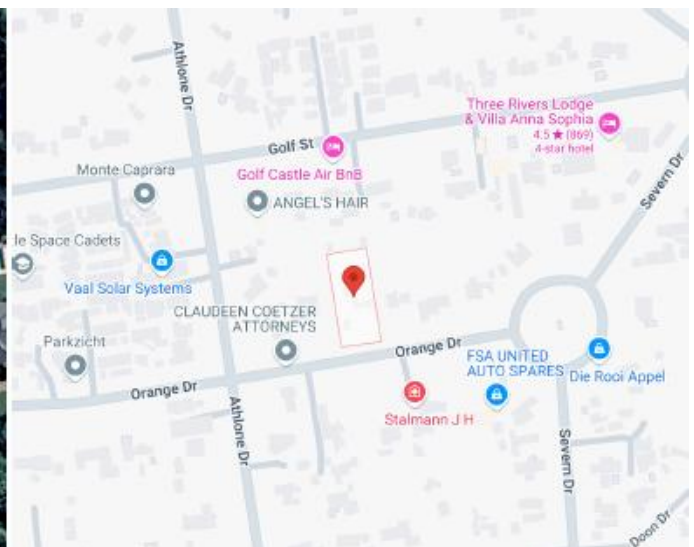 Athlone Dr
Three Rivers Lodge
& Villa Anna Sophia
4.5 ★ (869)
4-star hotel
Golf St
Golf Castle Air BnB
Monte Caprara
ANGEL'S HAIR
Severn Dr
le Space Cadets
Vaal Solar Systems
CLAUDEEN COETZER
ATTORNEYS
Parkzicht
Orange Dr
FSA UNITED
AUTO SPARES
Die Rooi Appel
Orange Dr
Stalmann J H
Athlone Dr
Severn Dr
Doon Dr